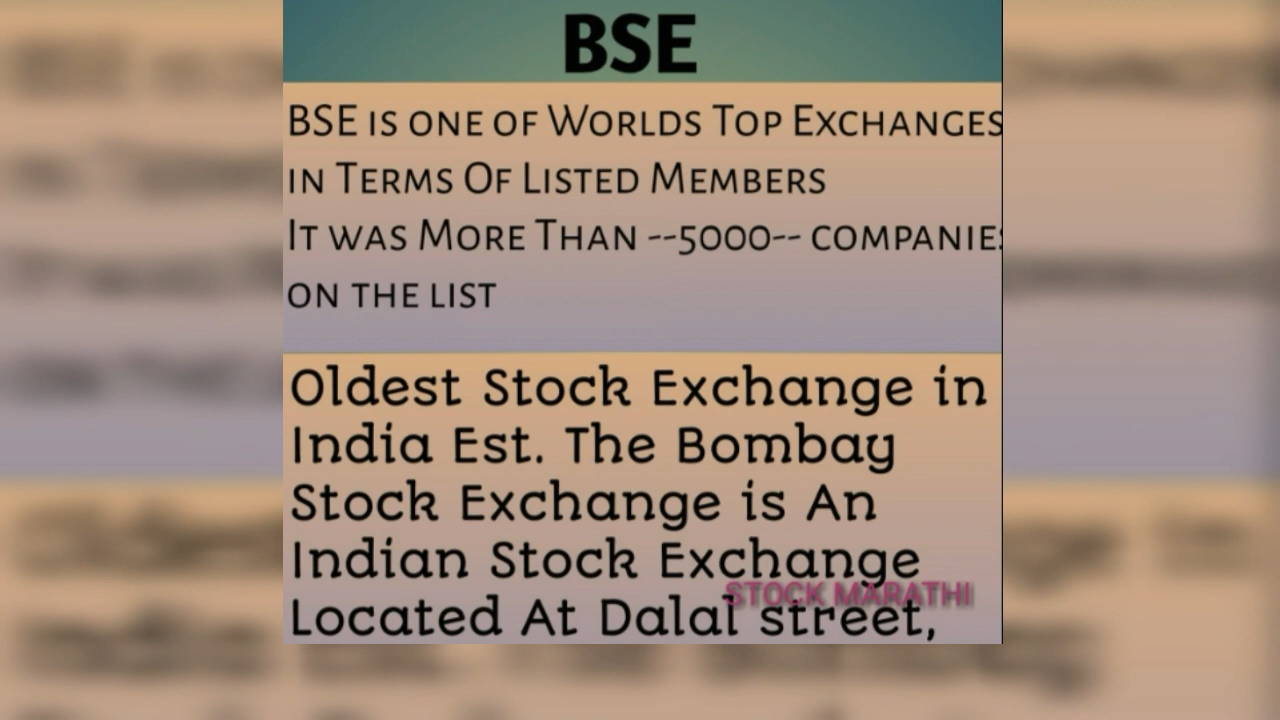 BSE
BSE IS ONE OF WORLDS TOP EXCHANGES
IN TERMS OF LISTED MEMBERS
IT WAS MORE THAN --5000-- COMPANIES
ON THE LIST
Oldest Stock Exchange in
India Est. The Bombay
Stock Exchange is An
Indian Stock Exchange
STOCK MARATHI
Located At Dalal street,